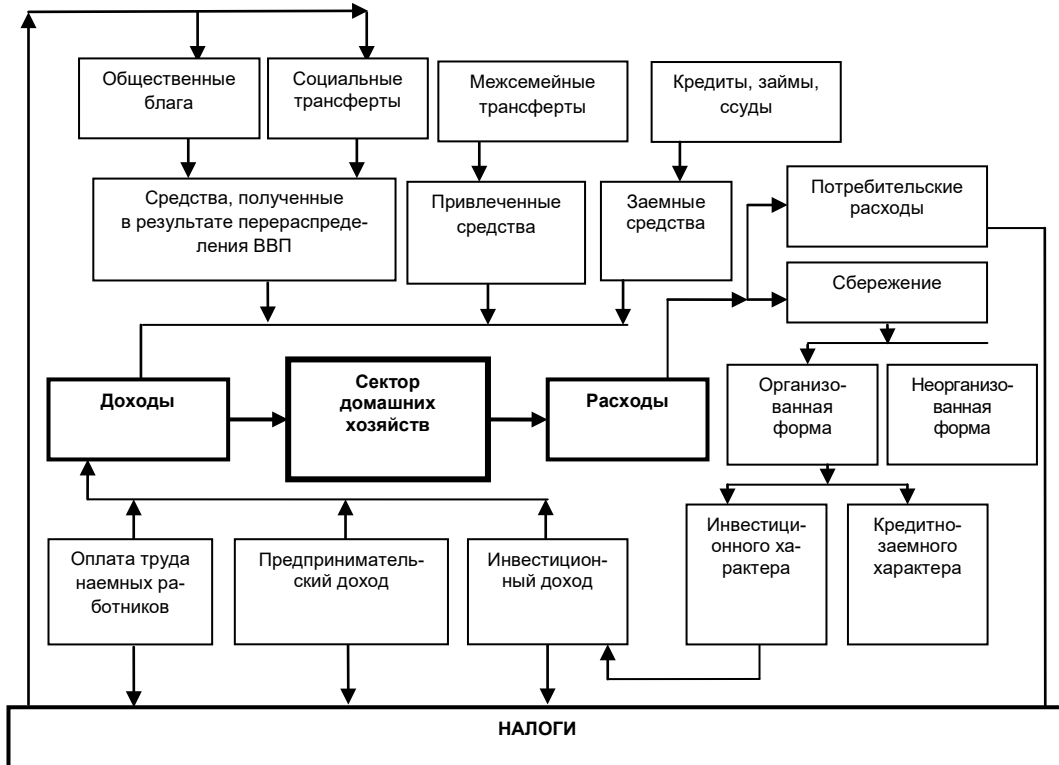 Общественные
блага
Социальные
трансферты
Межсемейные
трансферты
Кредиты, займы,
ссуды
Средства, полученные
в результате перераспреде-
ления ВВП
Привлеченные
средства
Заемные
средства
Потребительские
расходы
Сбережение
Доходы
Сектор
домашних
хозяйств
Расходы
Организо-
ванная
форма
Неорганизо-
ванная
форма
Оплата труда
наемных ра-
ботников
Предприниматель-
ский доход
Инвестицион-
ный доход
Инвестици-
онного ха-
рактера
Кредитно-
заемного
характера
НАЛОГИ